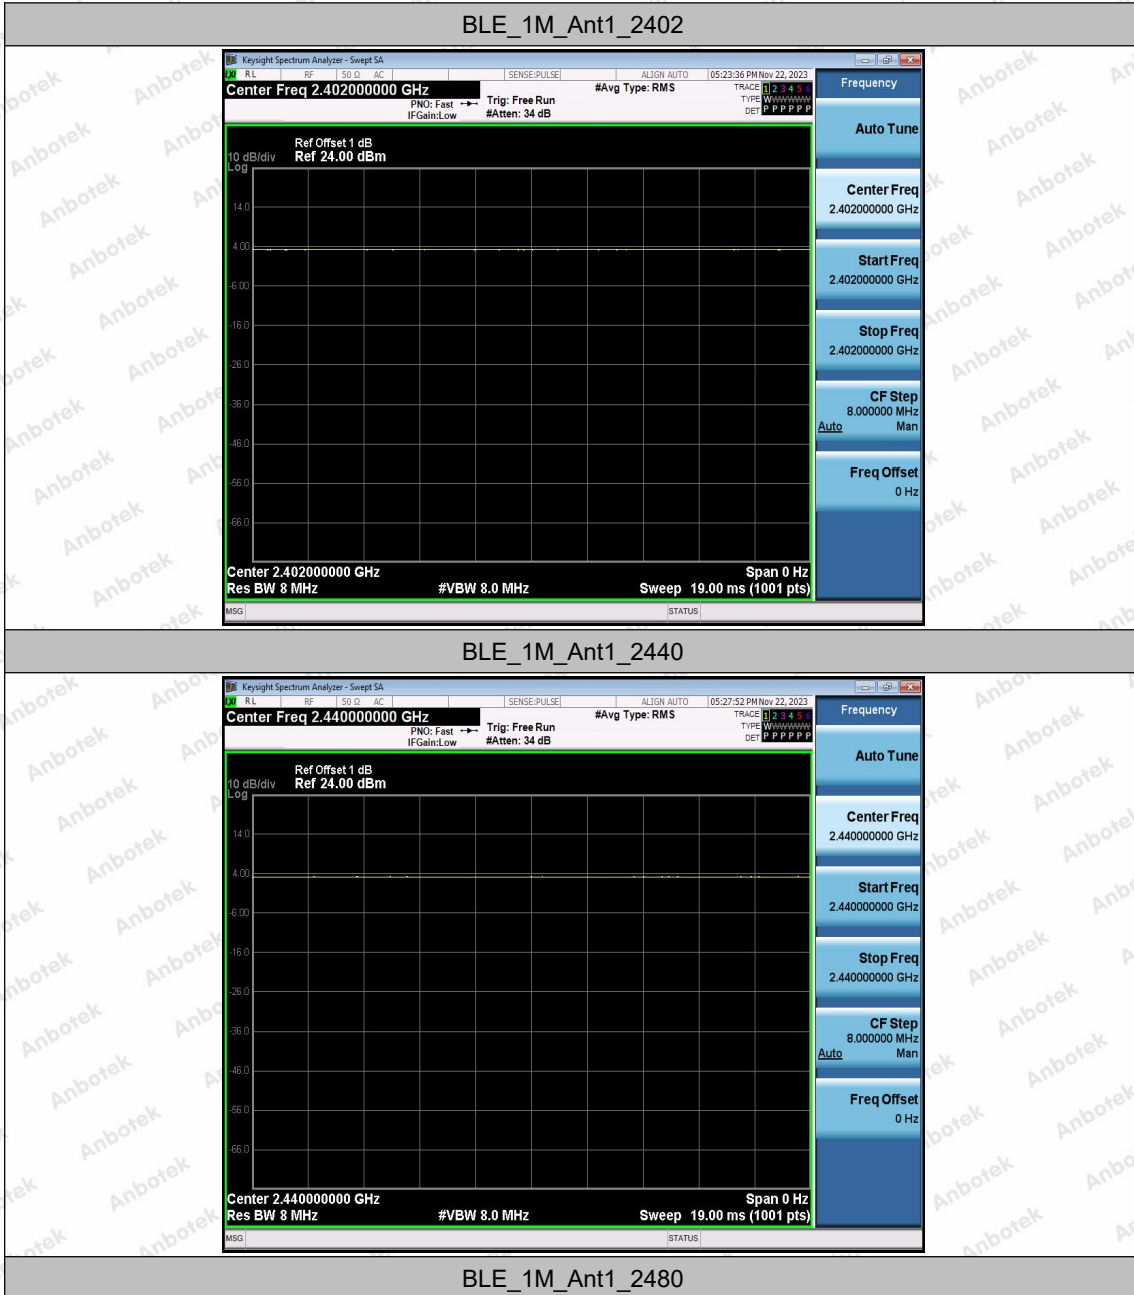 BLE_1M_Ant1_2402
Keysight Spectrum Analyzer - Swept SA
LXI RL RF 50 Ω AC SENSE:PULSE ALIGN AUTO 05:23:36 PM Nov 22, 2023
Center Freq 2.402000000 GHz #Avg Type: RMS TRACE 1 2 3 4 5 6
PNO: Fast Trig: Free Run TYPE WWWWWW
IFGain:Low #Atten: 34 dB DET P P P P P P
Frequency
Auto Tune
Ref Offset 1 dB
10 dB/div Ref 24.00 dBm
Log
14.0
4.00
-6.00
-16.0
-26.0
-36.0
-46.0
-56.0
-66.0
Center Freq
2.402000000 GHz
Start Freq
2.402000000 GHz
Stop Freq
2.402000000 GHz
CF Step
8.000000 MHz
Auto Man
Freq Offset
0 Hz
Center 2.402000000 GHz Span 0 Hz
Res BW 8 MHz #VBW 8.0 MHz Sweep 19.00 ms (1001 pts)
MSG STATUS
BLE_1M_Ant1_2440
Keysight Spectrum Analyzer - Swept SA
LXI RL RF 50 Ω AC SENSE:PULSE ALIGN AUTO 05:27:52 PM Nov 22, 2023
Center Freq 2.440000000 GHz #Avg Type: RMS TRACE 1 2 3 4 5 6
PNO: Fast Trig: Free Run TYPE WWWWWW
IFGain:Low #Atten: 34 dB DET P P P P P P
Frequency
Auto Tune
Ref Offset 1 dB
10 dB/div Ref 24.00 dBm
Log
14.0
4.00
-6.00
-16.0
-26.0
-36.0
-46.0
-56.0
-66.0
Center Freq
2.440000000 GHz
Start Freq
2.440000000 GHz
Stop Freq
2.440000000 GHz
CF Step
8.000000 MHz
Auto Man
Freq Offset
0 Hz
Center 2.440000000 GHz Span 0 Hz
Res BW 8 MHz #VBW 8.0 MHz Sweep 19.00 ms (1001 pts)
MSG STATUS
BLE_1M_Ant1_2480